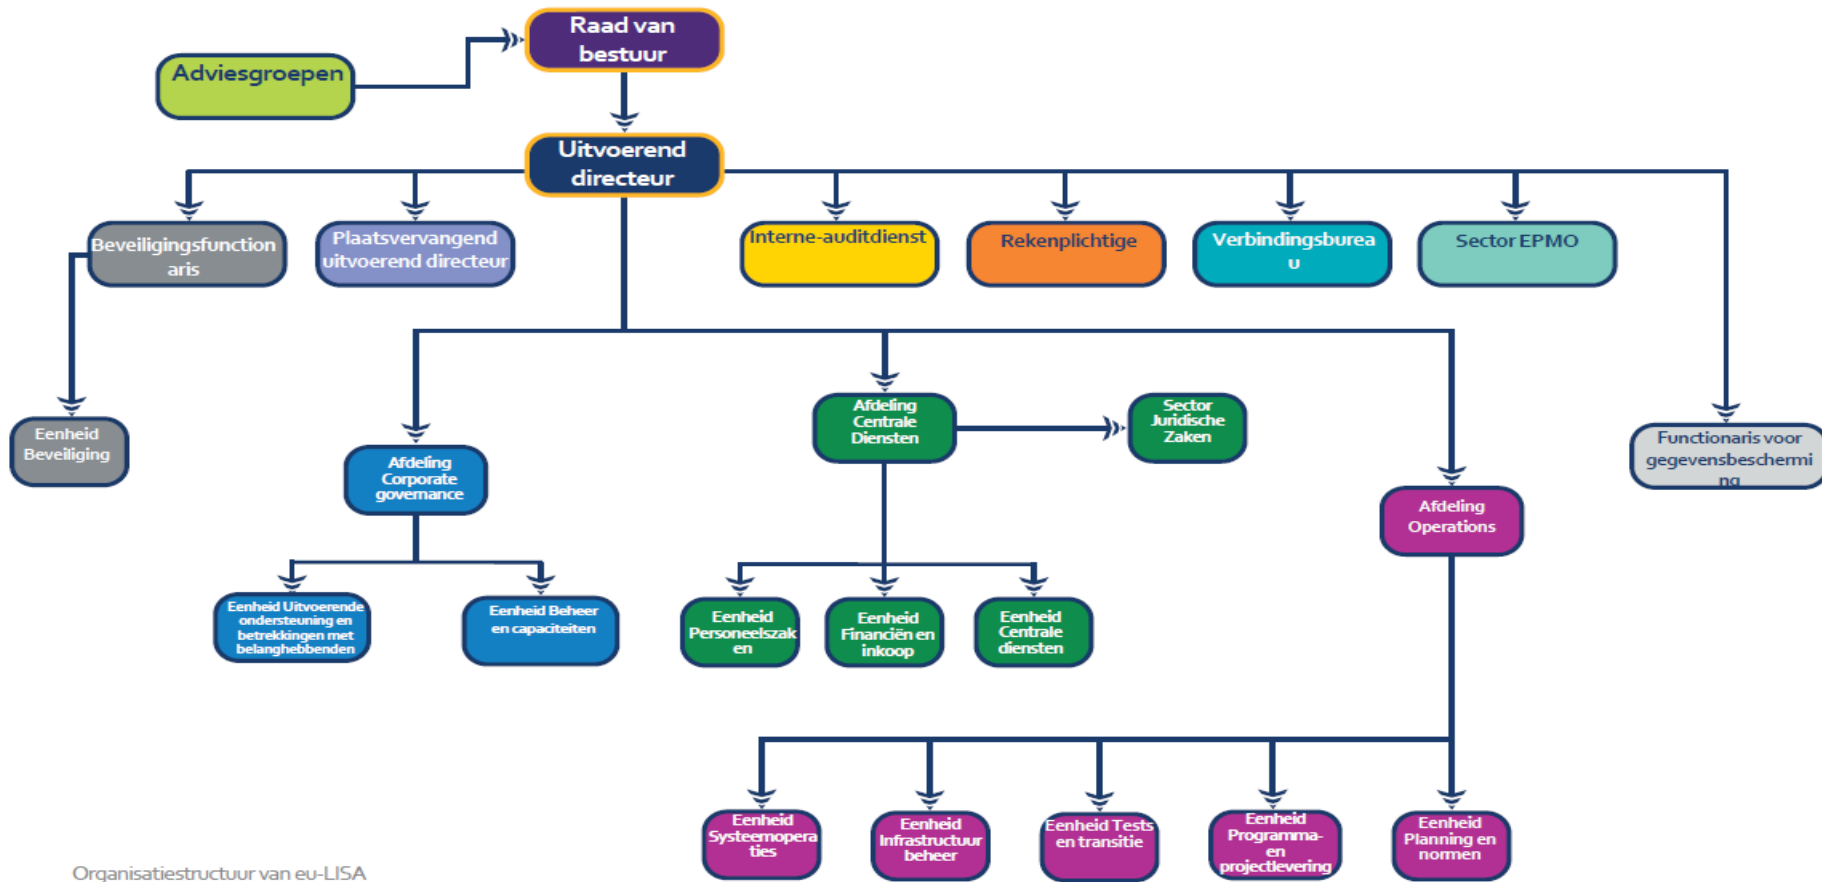 Raad van
bestuur
Adviesgroepen
Uitvoerend
directeur
Beveiligingsfunction
aris
Plaatsvervangend
uitvoerend directeur
Interne-auditdienst
Rekenplichtige
Verbindingsburea
u
Sector EPMO
Eenheid
Beveiliging
Afdeling
Corporate
governance
Afdeling
Centrale
Diensten
Sector
Juridische
Zaken
Functionaris voor
gegevensbeschermi
ng
Afdeling
Operations
Eenheid Uitvoerende
ondersteuning en
betrekkingen met
belanghebbenden
Eenheid Beheer
en capaciteiten
Eenheid
Personeelszak
en
Eenheid
Financiën en
inkoop
Eenheid
Centrale
diensten
Eenheid
Systeemopera
ties
Eenheid
Infrastructuur
beheer
Eenheid Tests
en transitie
Eenheid
Programma-
en
projectlevering
Eenheid
Planning en
normen
Organisatiestructuur van eu-LISA